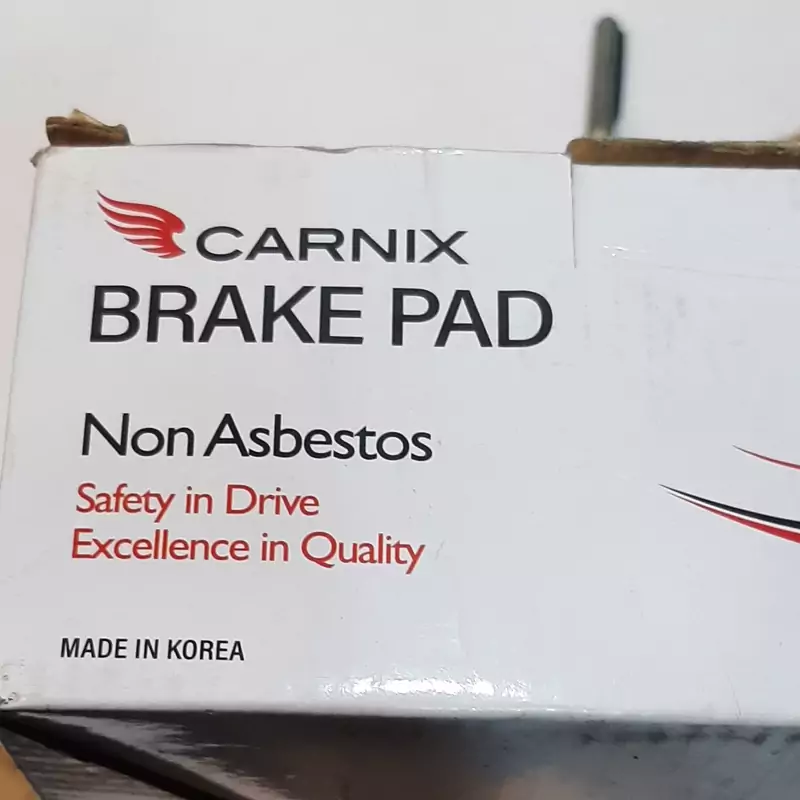 CARNIX
BRAKE PAD
Non Asbestos
Safety in Drive
Excellence in Quality
MADE IN KOREA